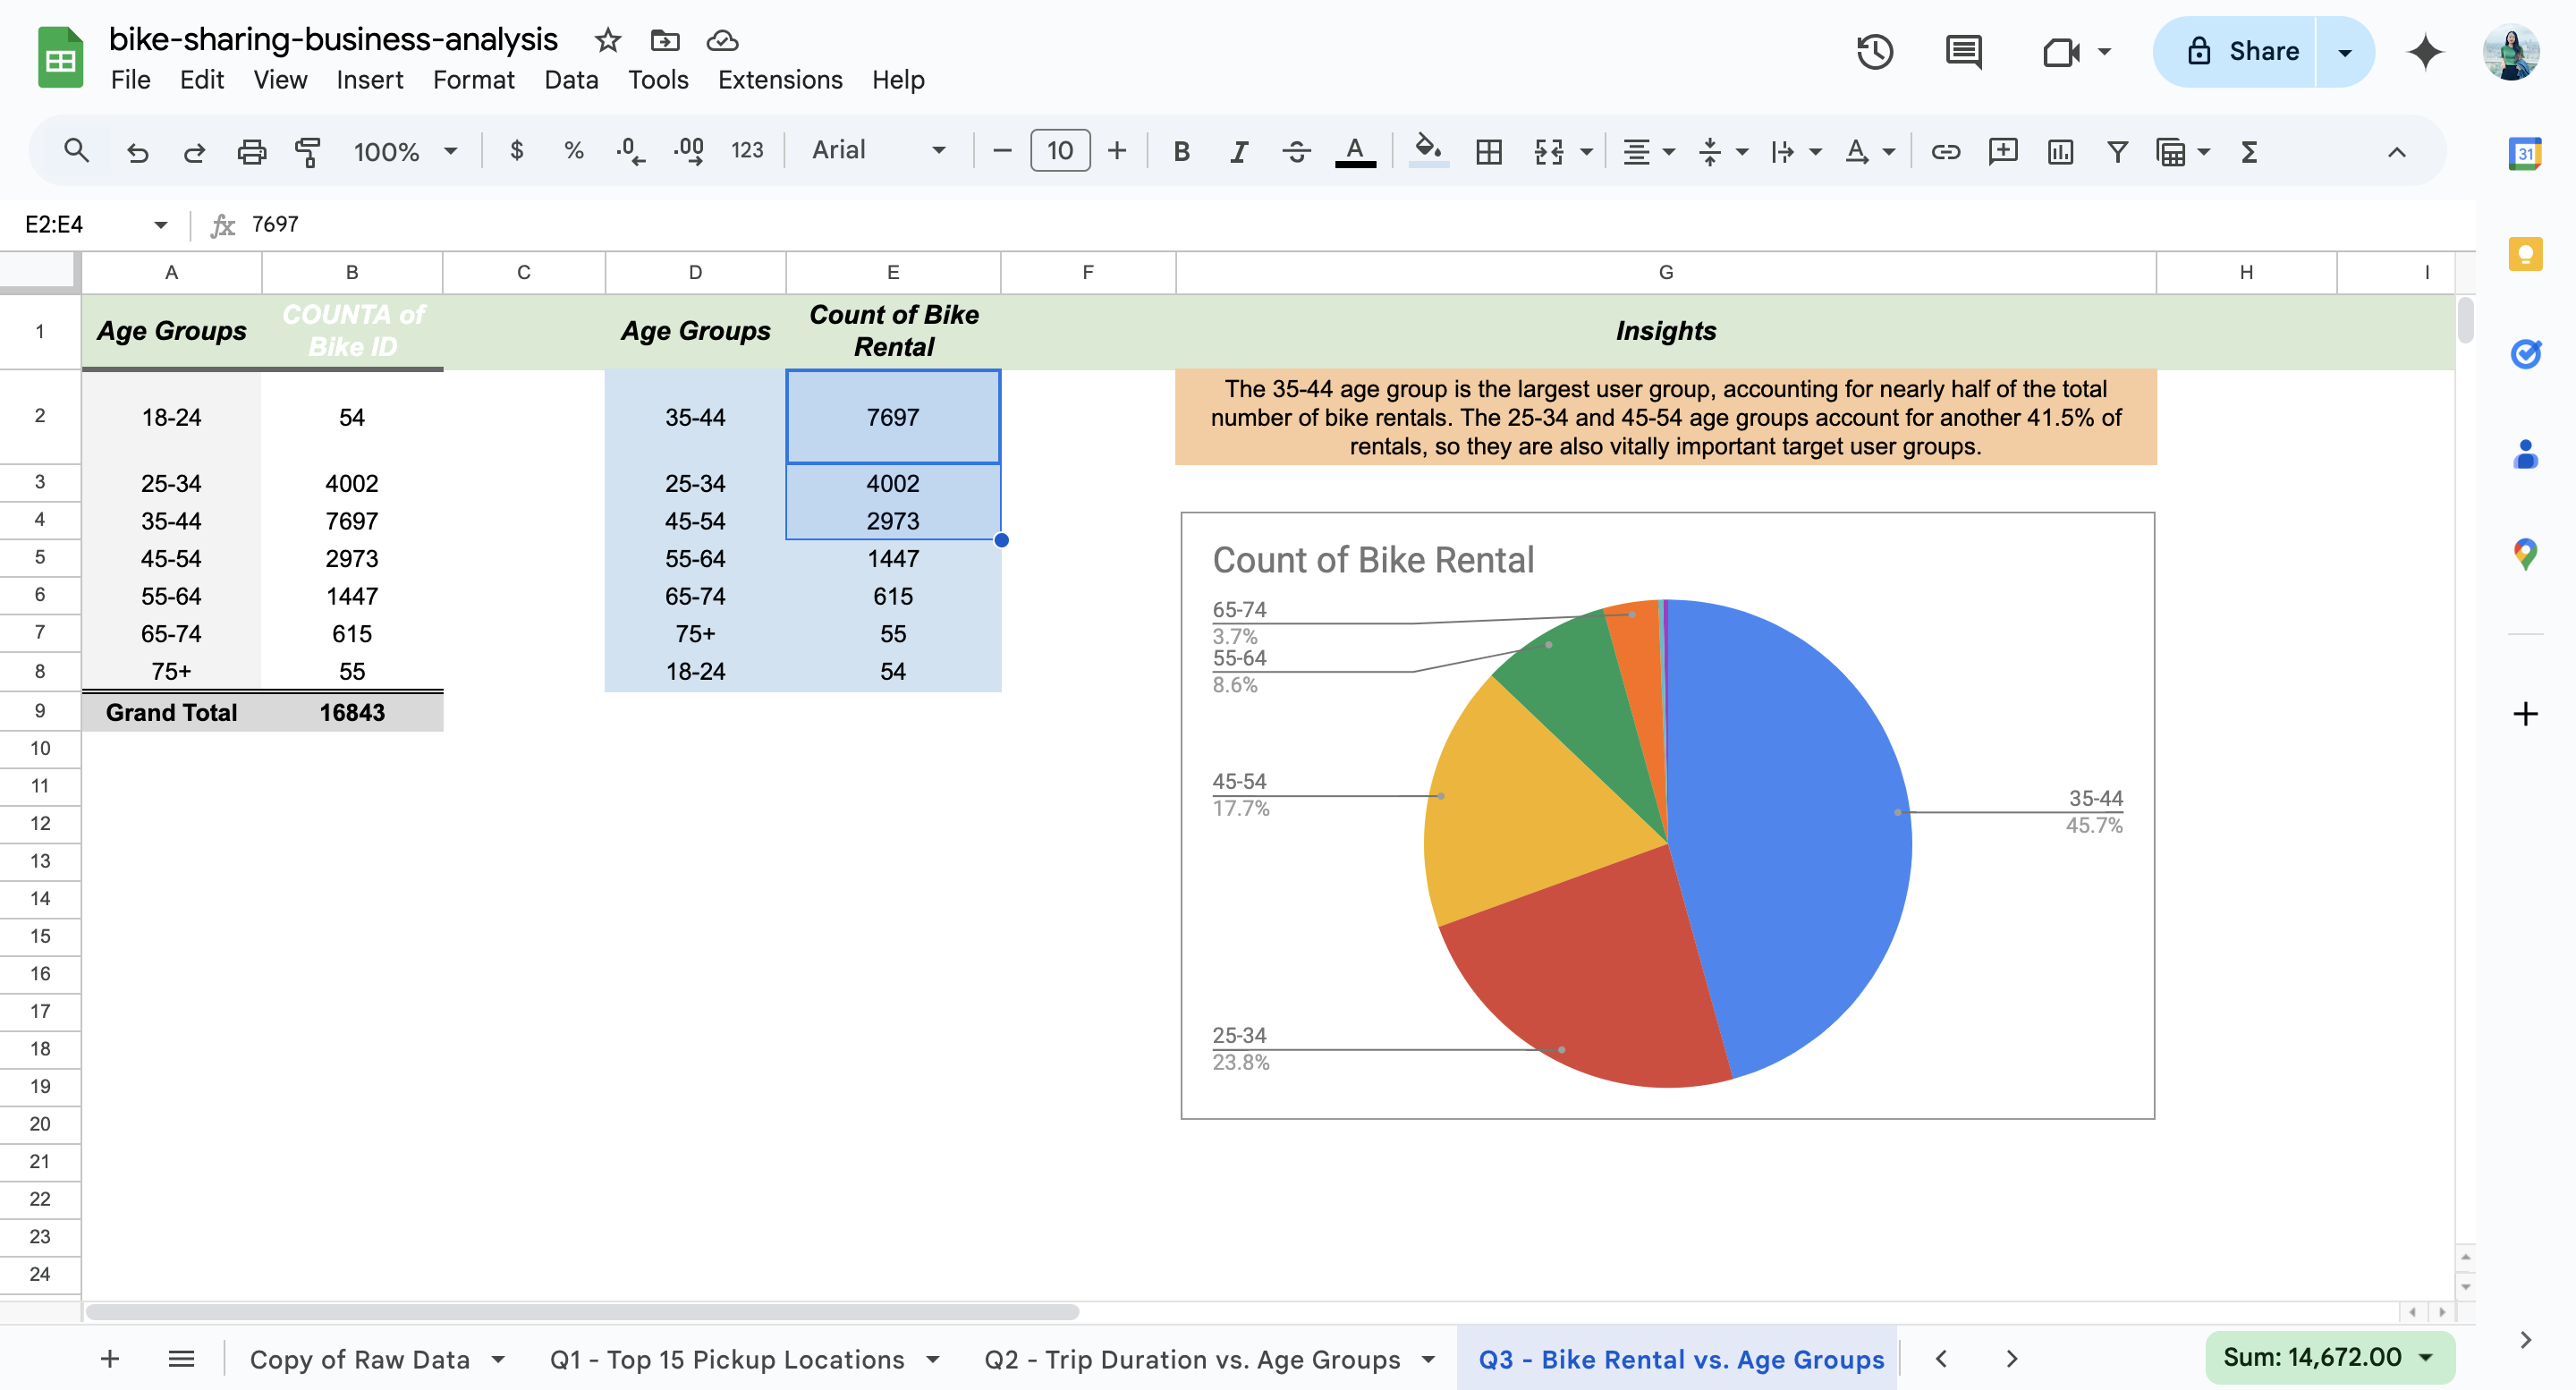 bike-sharing-business-analysis
File Edit View Insert Format Data Tools Extensions Help
Share
100% $ % .0 .00 123 Arial 10 B I A A Σ
31
E2:E4 fx 7697
A B C D E F G H I
1 Age Groups COUNTA of Bike ID Age Groups Count of Bike Rental Insights
2 18-24 54 35-44 7697
The 35-44 age group is the largest user group, accounting for nearly half of the total
number of bike rentals. The 25-34 and 45-54 age groups account for another 41.5% of
rentals, so they are also vitally important target user groups.
3 25-34 4002 25-34 4002
4 35-44 7697 45-54 2973
5 45-54 2973 55-64 1447
6 55-64 1447 65-74 615
7 65-74 615 75+ 55
8 75+ 55 18-24 54
9 Grand Total 16843
10
11
12
13
14
15
16
17
18
19
20
21
22
23
24
Count of Bike Rental
65-74
3.7%
55-64
8.6%
45-54
17.7%
35-44
45.7%
25-34
23.8%
Copy of Raw Data Q1 - Top 15 Pickup Locations Q2 - Trip Duration vs. Age Groups Q3 - Bike Rental vs. Age Groups Sum: 14,672.00